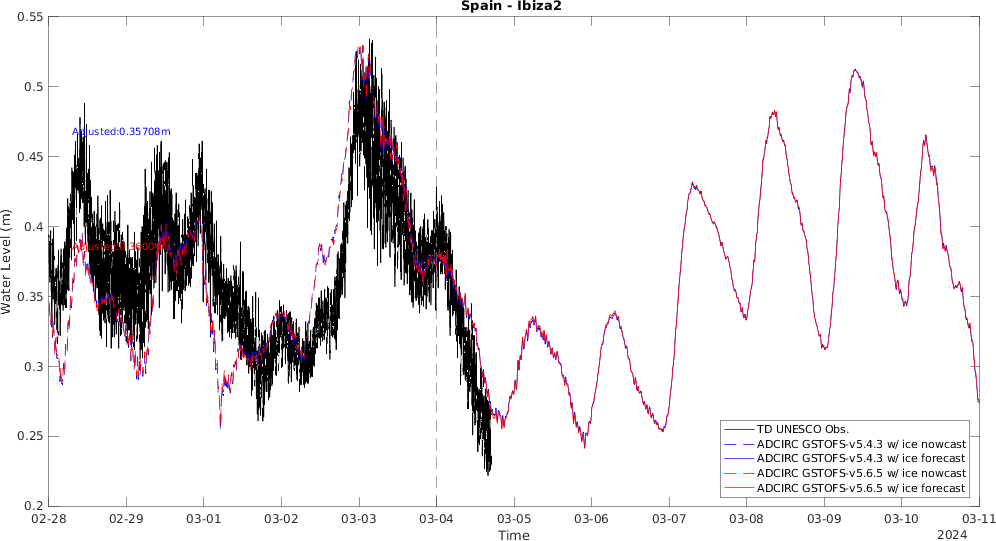 Spain - Ibiza2
0.55
0.5
0.45
0.4
0.35
0.3
0.25
0.2
Water Level (m)
Adjusted:0.35708m
02-28
02-29
03-01
03-02
03-03
03-04
03-05
03-06
03-07
03-08
03-09
03-10
03-11
Time
2024
TD UNESCO Obs.
ADCIRC GSTOFS-v5.4.3 w/ ice nowcast
ADCIRC GSTOFS-v5.4.3 w/ ice forecast
ADCIRC GSTOFS-v5.6.5 w/ ice nowcast
ADCIRC GSTOFS-v5.6.5 w/ ice forecast